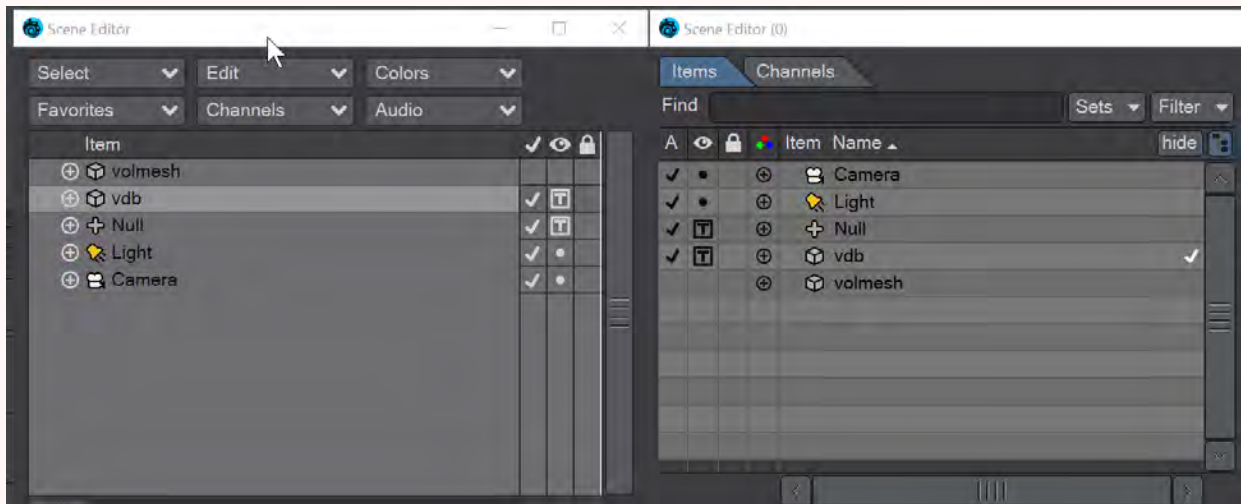 Scene Editor
Select Edit Colors
Favorites Channels Audio
Item
volmesh
vdb T
Null T
Light
Camera
Scene Editor (0)
Items Channels
Find Sets Filter
A Item Name hide
Camera
Light
T Null
T vdb
volmesh